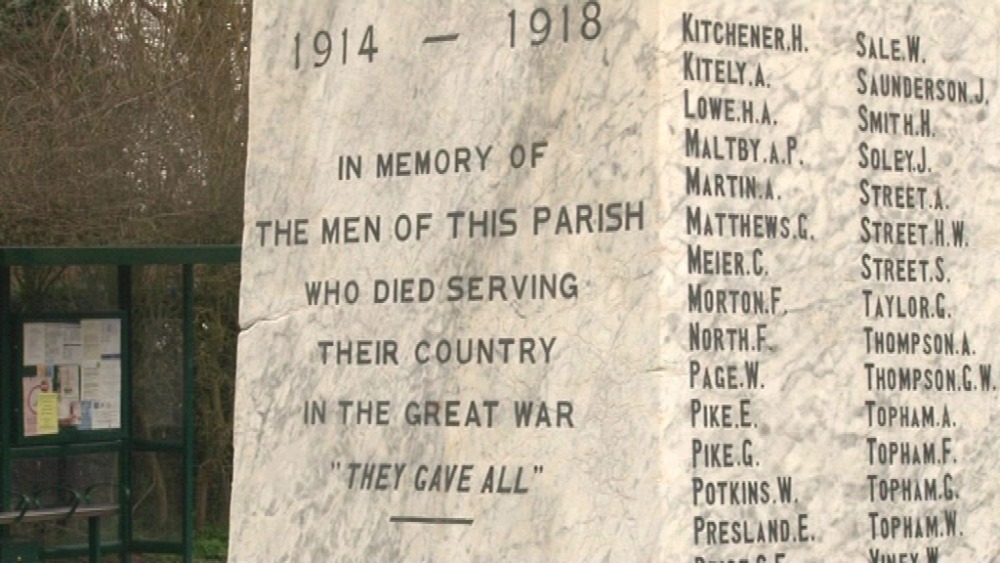 1914 — 1918
IN MEMORY OF
THE MEN OF THIS PARISH
WHO DIED SERVING
THEIR COUNTRY
IN THE GREAT WAR
"THEY GAVE ALL"
KITCHENER.H.
KITELY.A.
LOWE.H.A.
MALTBY.A.P.
MARTIN.A.
MATTHEWS.G.
MEIER.C.
MORTON.F.
NORTH.F.
PAGE.W.
PIKE.E.
PIKE.G.
POTKINS.W.
PRESLAND.E.
SALE.W.
SAUNDERSON.J.
SMITH.H.
SOLEY.J.
STREET.A.
STREET.H.W.
STREET.S.
TAYLOR.G.
THOMPSON.A.
THOMPSON.G.W.
TOPHAM.A.
TOPHAM.F.
TOPHAM.G.
TOPHAM.W.